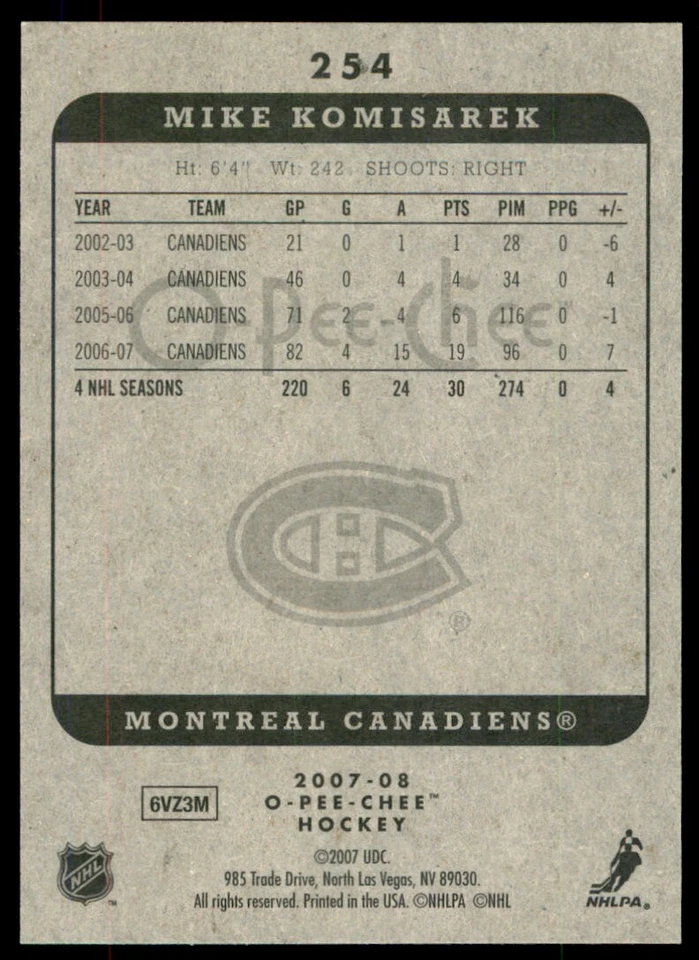 254
MIKE KOMISAREK
Ht: 6'4" Wt: 242 SHOOTS: RIGHT
YEAR TEAM GP G A PTS PIM PPG +/-
2002-03 CANADIENS 21 0 1 1 28 0 -6
2003-04 CANADIENS 46 0 4 4 34 0 4
2005-06 CANADIENS 71 2 4 6 116 0 -1
2006-07 CANADIENS 82 4 15 19 96 0 7
4 NHL SEASONS 220 6 24 30 274 0 4
O-Pee-Chee™
®
MONTREAL CANADIENS®
2007-08
6VZ3M O-PEE-CHEE™
HOCKEY
©2007 UDC.
985 Trade Drive, North Las Vegas, NV 89030.
All rights reserved. Printed in the USA. ©NHLPA ©NHL
NHL™
NHLPA®